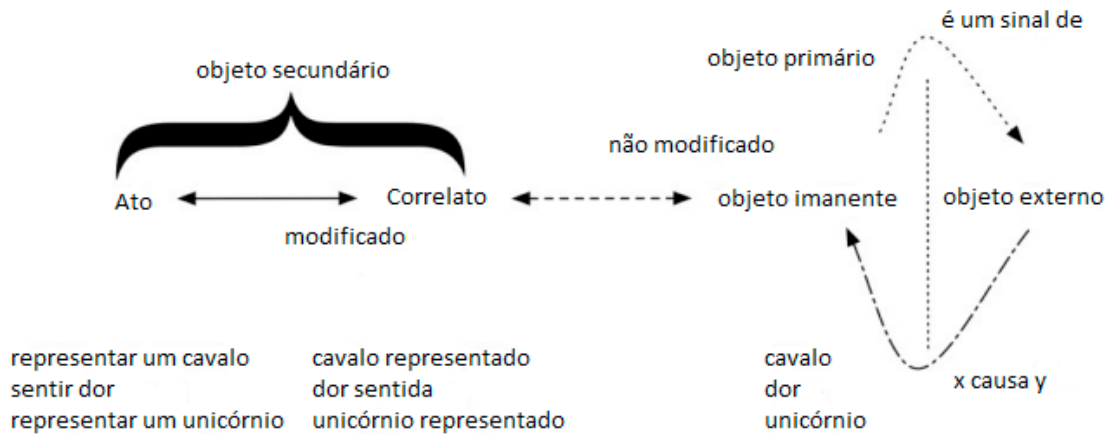 é um sinal de
objeto primário
objeto secundário
não modificado
Ato
Correlato
objeto imanente
objeto externo
modificado
representar um cavalo
cavalo representado
cavalo
sentir dor
dor sentida
dor
x causa y
representar um unicórnio
unicórnio representado
unicórnio